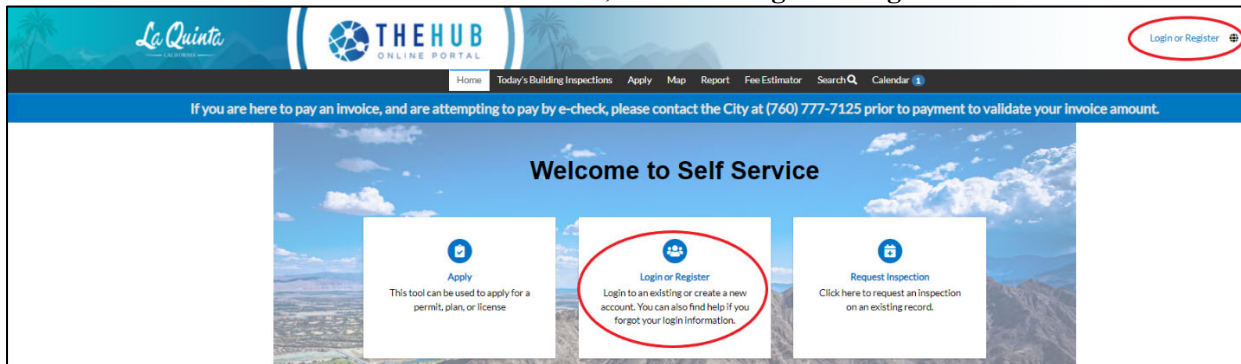 La Quinta
CALIFORNIA
THE HUB
ONLINE PORTAL
Login or Register
Home Today's Building Inspections Apply Map Report Fee Estimator Search Calendar 1
If you are here to pay an invoice, and are attempting to pay by e-check, please contact the City at (760) 777-7125 prior to payment to validate your invoice amount.
Welcome to Self Service
Apply
This tool can be used to apply for a
permit, plan, or license
Login or Register
Login to an existing or create a new
account. You can also find help if you
forgot your login information.
Request Inspection
Click here to request an inspection
on an existing record.